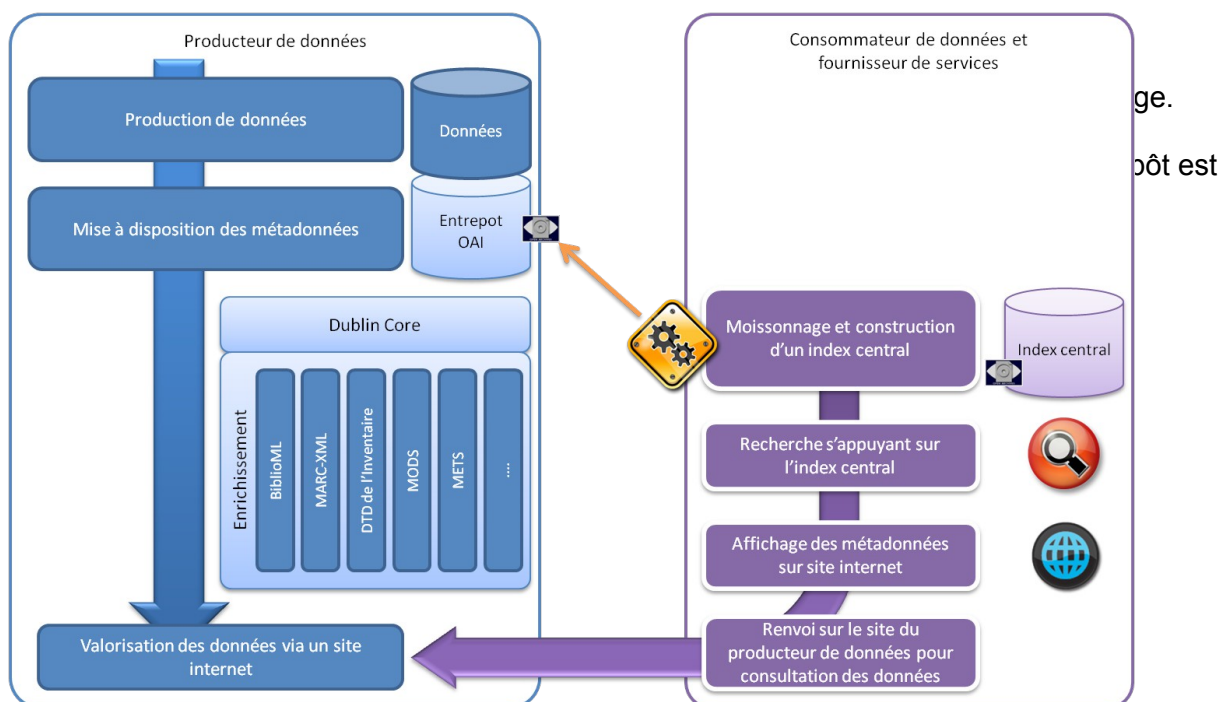 Producteur de données
Production de données
Données
Mise à disposition des métadonnées
Entrepot
OAI
Dublin Core
Enrichissement
BiblioML
MARC-XML
DTD de l'Inventaire
MODS
METS
....
Valorisation des données via un site
internet
Consommateur de données et
fournisseur de services
ge.
pôt est
Moissonnage et construction
d'un index central
Index central
Recherche s'appuyant sur
l'index central
Affichage des métadonnées
sur site internet
Renvoi sur le site du
producteur de données pour
consultation des données